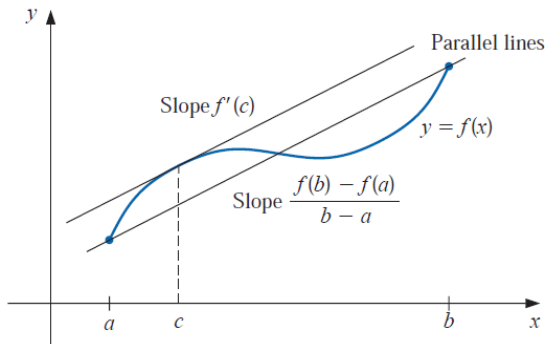 y
Parallel lines
Slope f′(c)
y = f(x)
Slope f(b) − f(a) / b − a
a
c
b
x